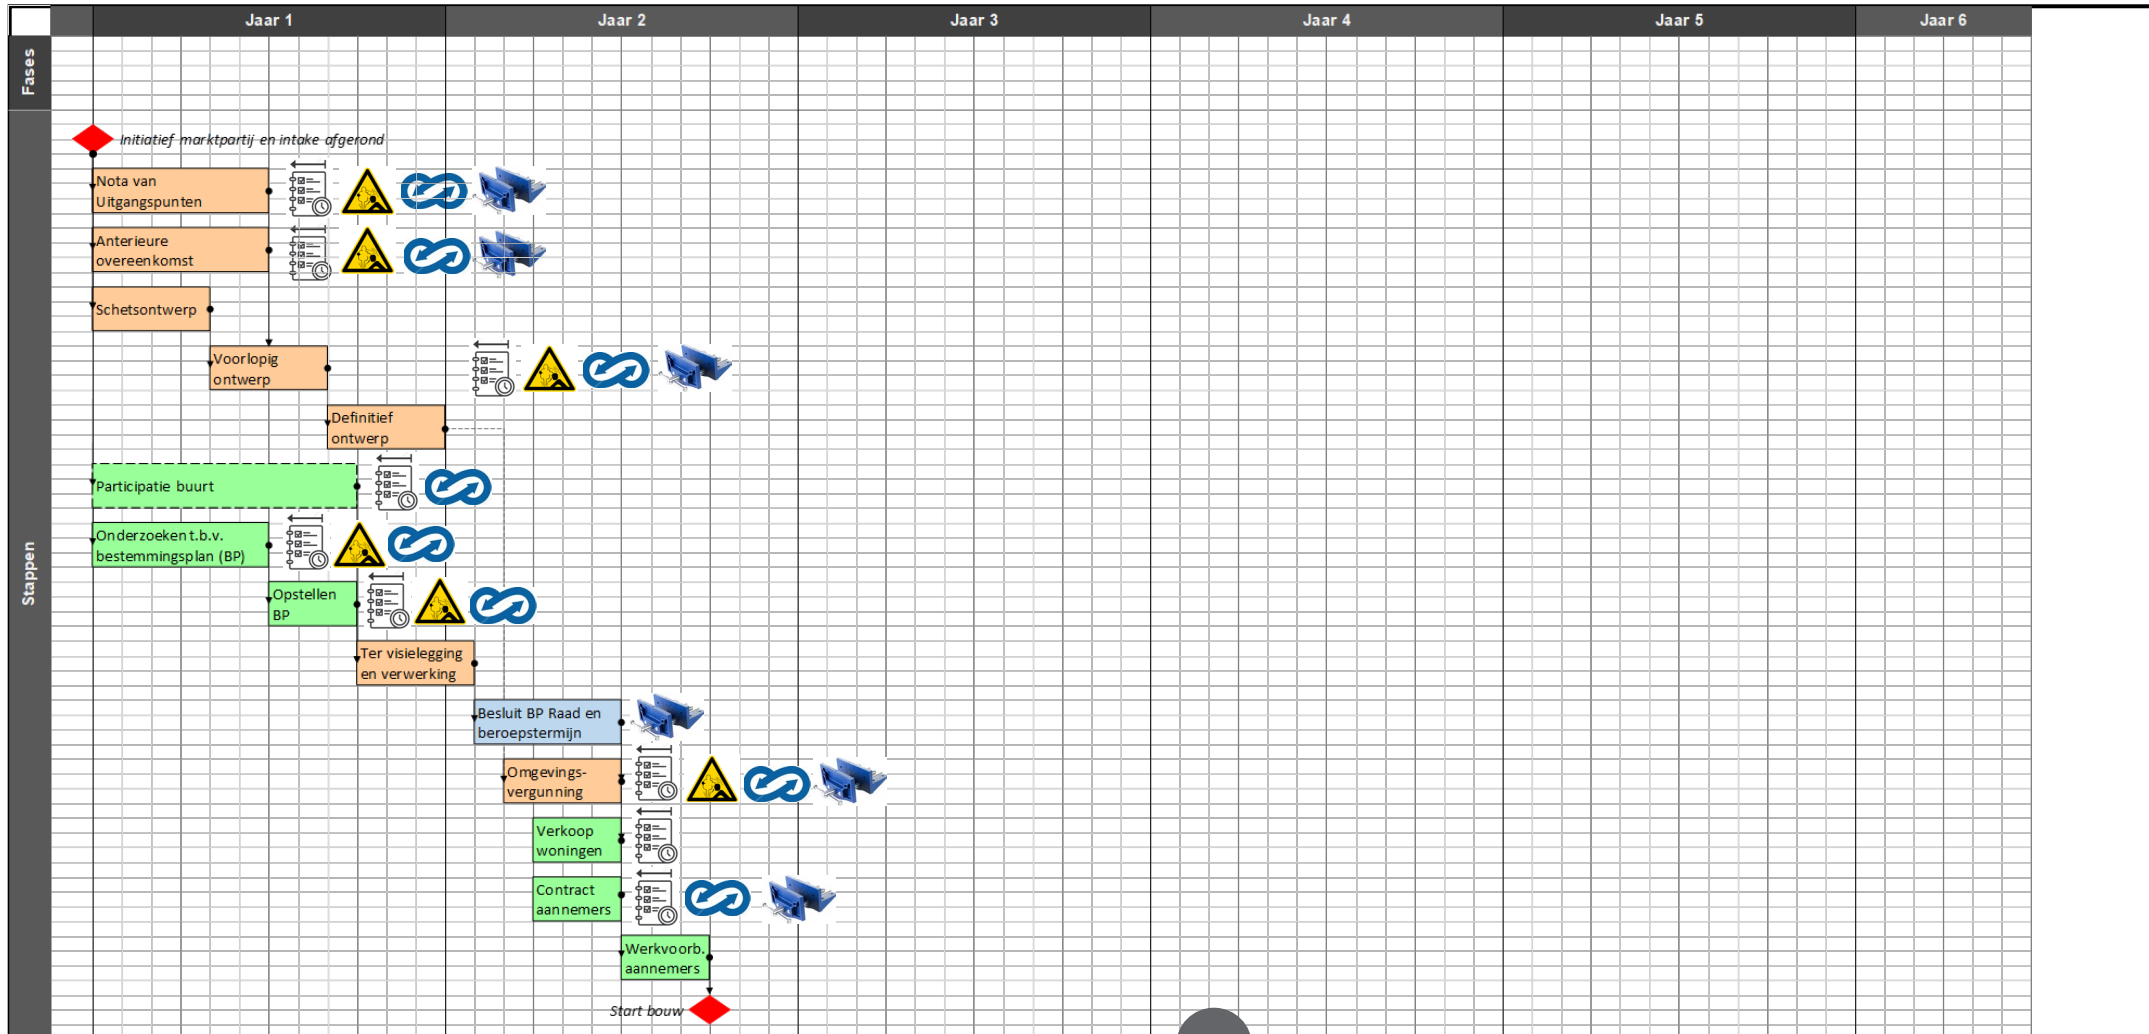 Jaar 1 Jaar 2 Jaar 3 Jaar 4 Jaar 5 Jaar 6
Fases
Stappen
Initiatief marktpartij en intake afgerond
Nota van
Uitgangspunten
Anterieure
overeenkomst
Schetsontwerp
Voorlopig
ontwerp
Definitief
ontwerp
Participatie buurt
Onderzoeken t.b.v.
bestemmingsplan (BP)
Opstellen
BP
Ter visielegging
en verwerking
Besluit BP Raad en
beroepstermijn
Omgevings-
vergunning
Verkoop
woningen
Contract
aannemers
Werkvoorb.
aannemers
Start bouw